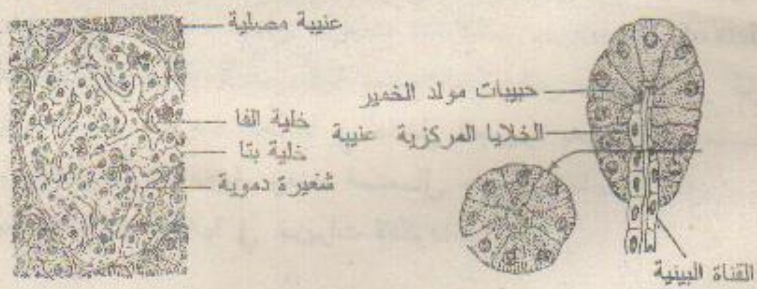 عنيبة مصلية
حبيبات مولد الخمير
خلية الفا
الخلايا المركزية عنيبة
خلية بتا
شعيرة دموية
القناة البينية